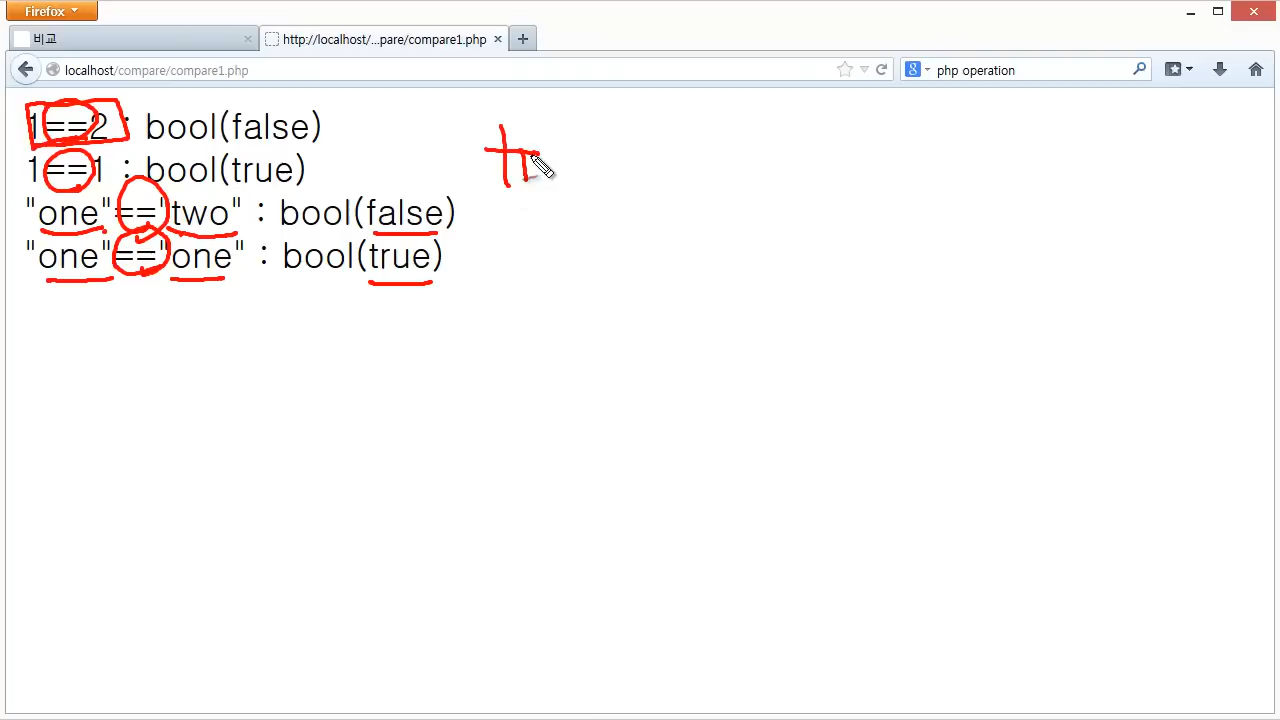 Firefox
비교
http://localhost/...pare/compare1.php
localhost/compare/compare1.php
php operation
1==2 : bool(false)
1==1 : bool(true)
"one"=="two" : bool(false)
"one"=="one" : bool(true)
tr